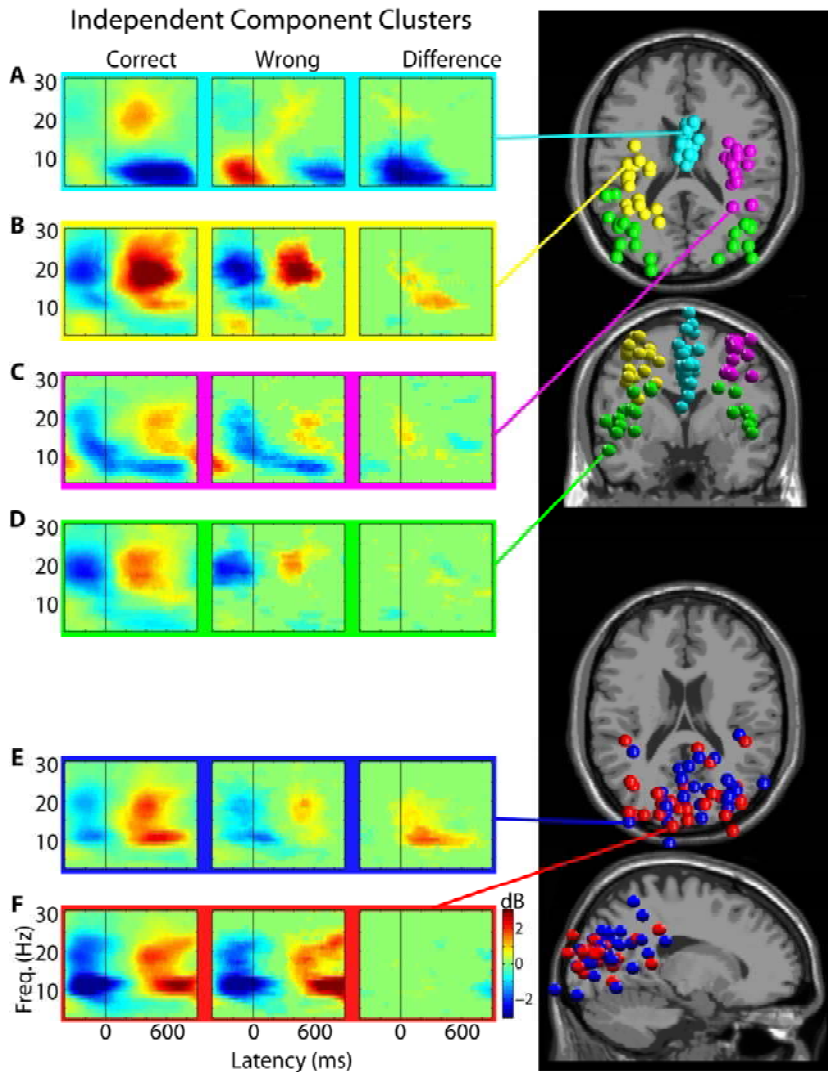 Independent Component Clusters
Correct Wrong Difference
A
30
20
10
B
30
20
10
C
30
20
10
D
30
20
10
E
30
20
10
F
30
20
10
dB
2
0
−2
Freq. (Hz)
0 600 0 600 0 600
Latency (ms)